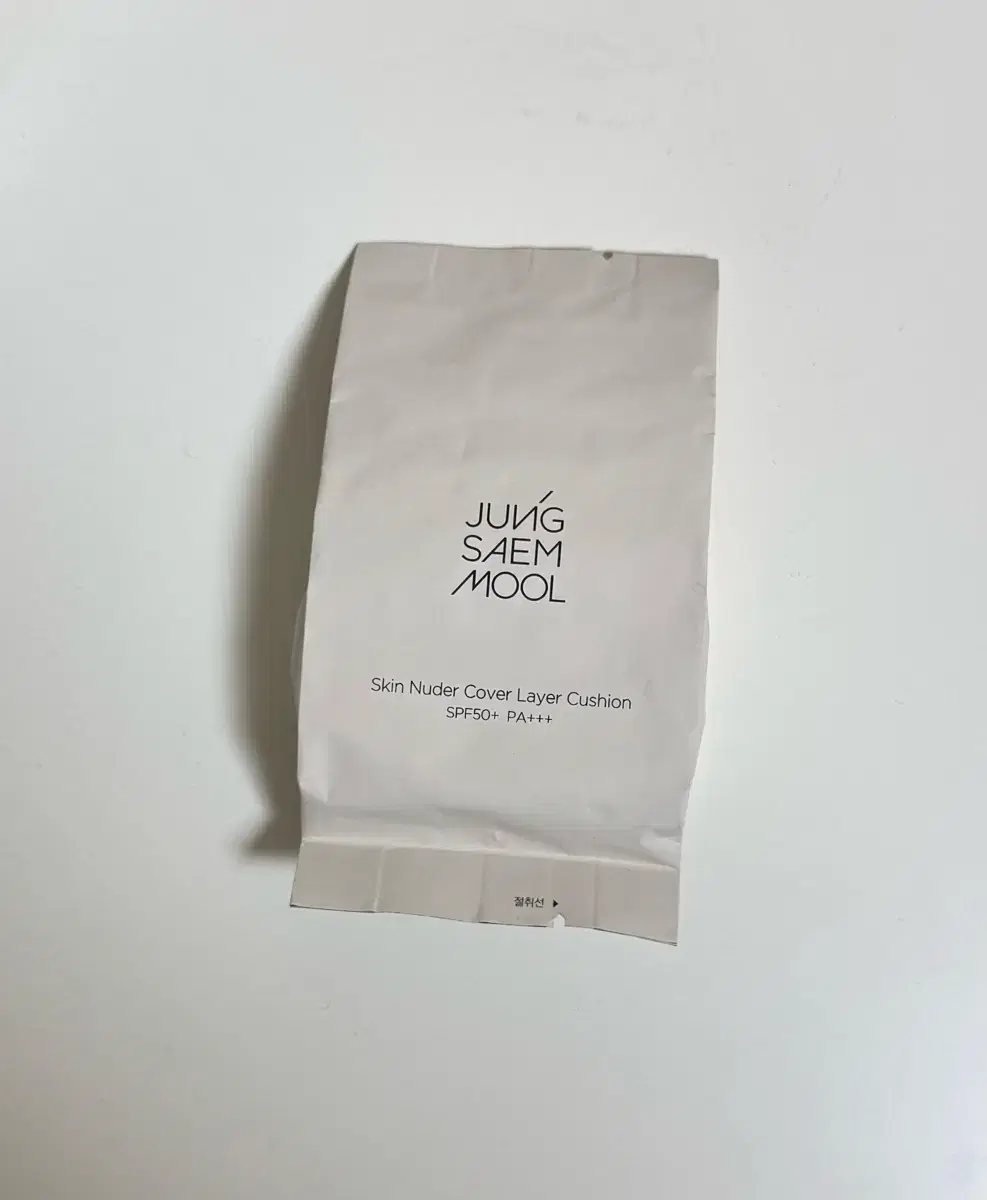 JUNG
SAEM
MOOL
Skin Nuder Cover Layer Cushion
SPF50+ PA+++
절취선 ▶